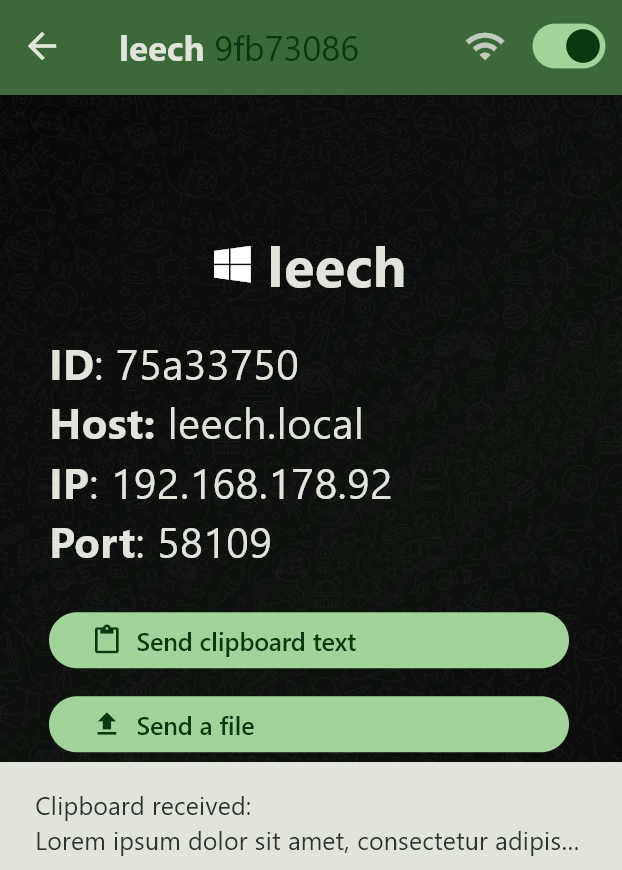 leech 9fb73086
leech
ID: 75a33750
Host: leech.local
IP: 192.168.178.92
Port: 58109
Send clipboard text
Send a file
Clipboard received:
Lorem ipsum dolor sit amet, consectetur adipis...